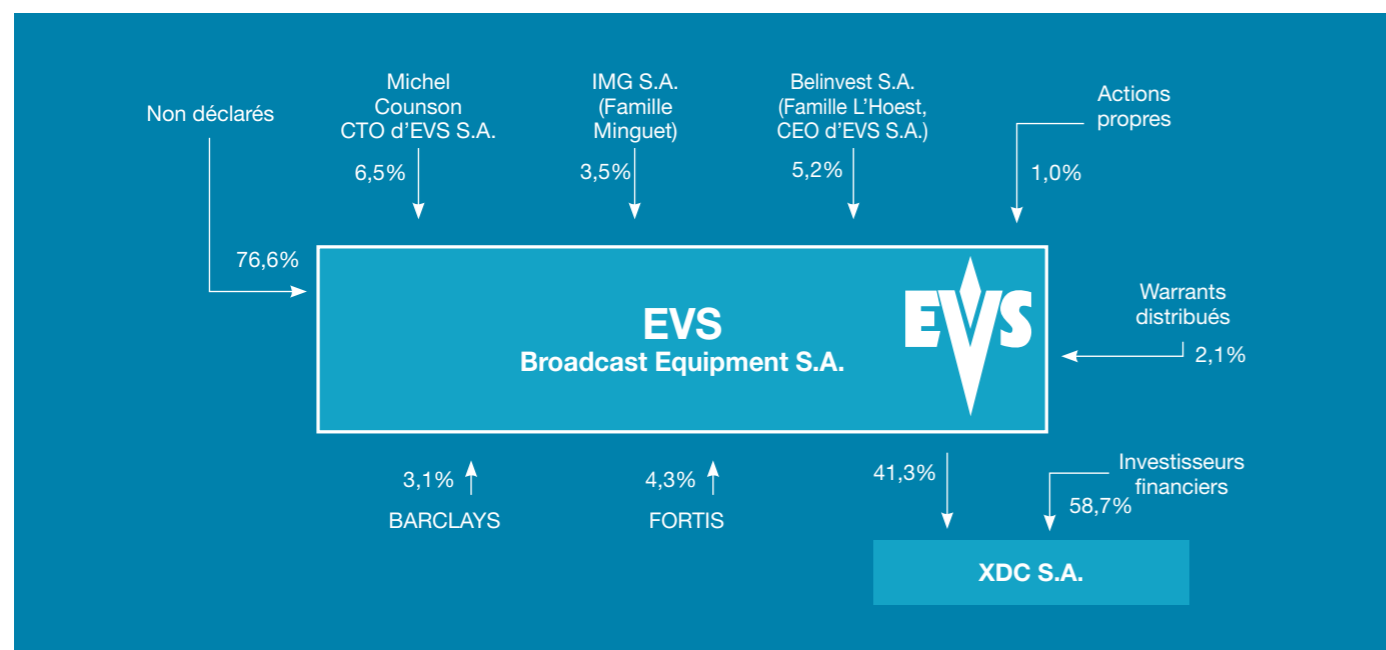 Non déclarés
76,6%
Michel
Counson
CTO d'EVS S.A.
6,5%
IMG S.A.
(Famille
Minguet)
3,5%
Belinvest S.A.
(Famille L'Hoest,
CEO d'EVS S.A.)
5,2%
Actions
propres
1,0%
EVS
Broadcast Equipment S.A.
EVS
Warrants
distribués
2,1%
3,1%
BARCLAYS
4,3%
FORTIS
41,3%
Investisseurs
financiers
58,7%
XDC S.A.